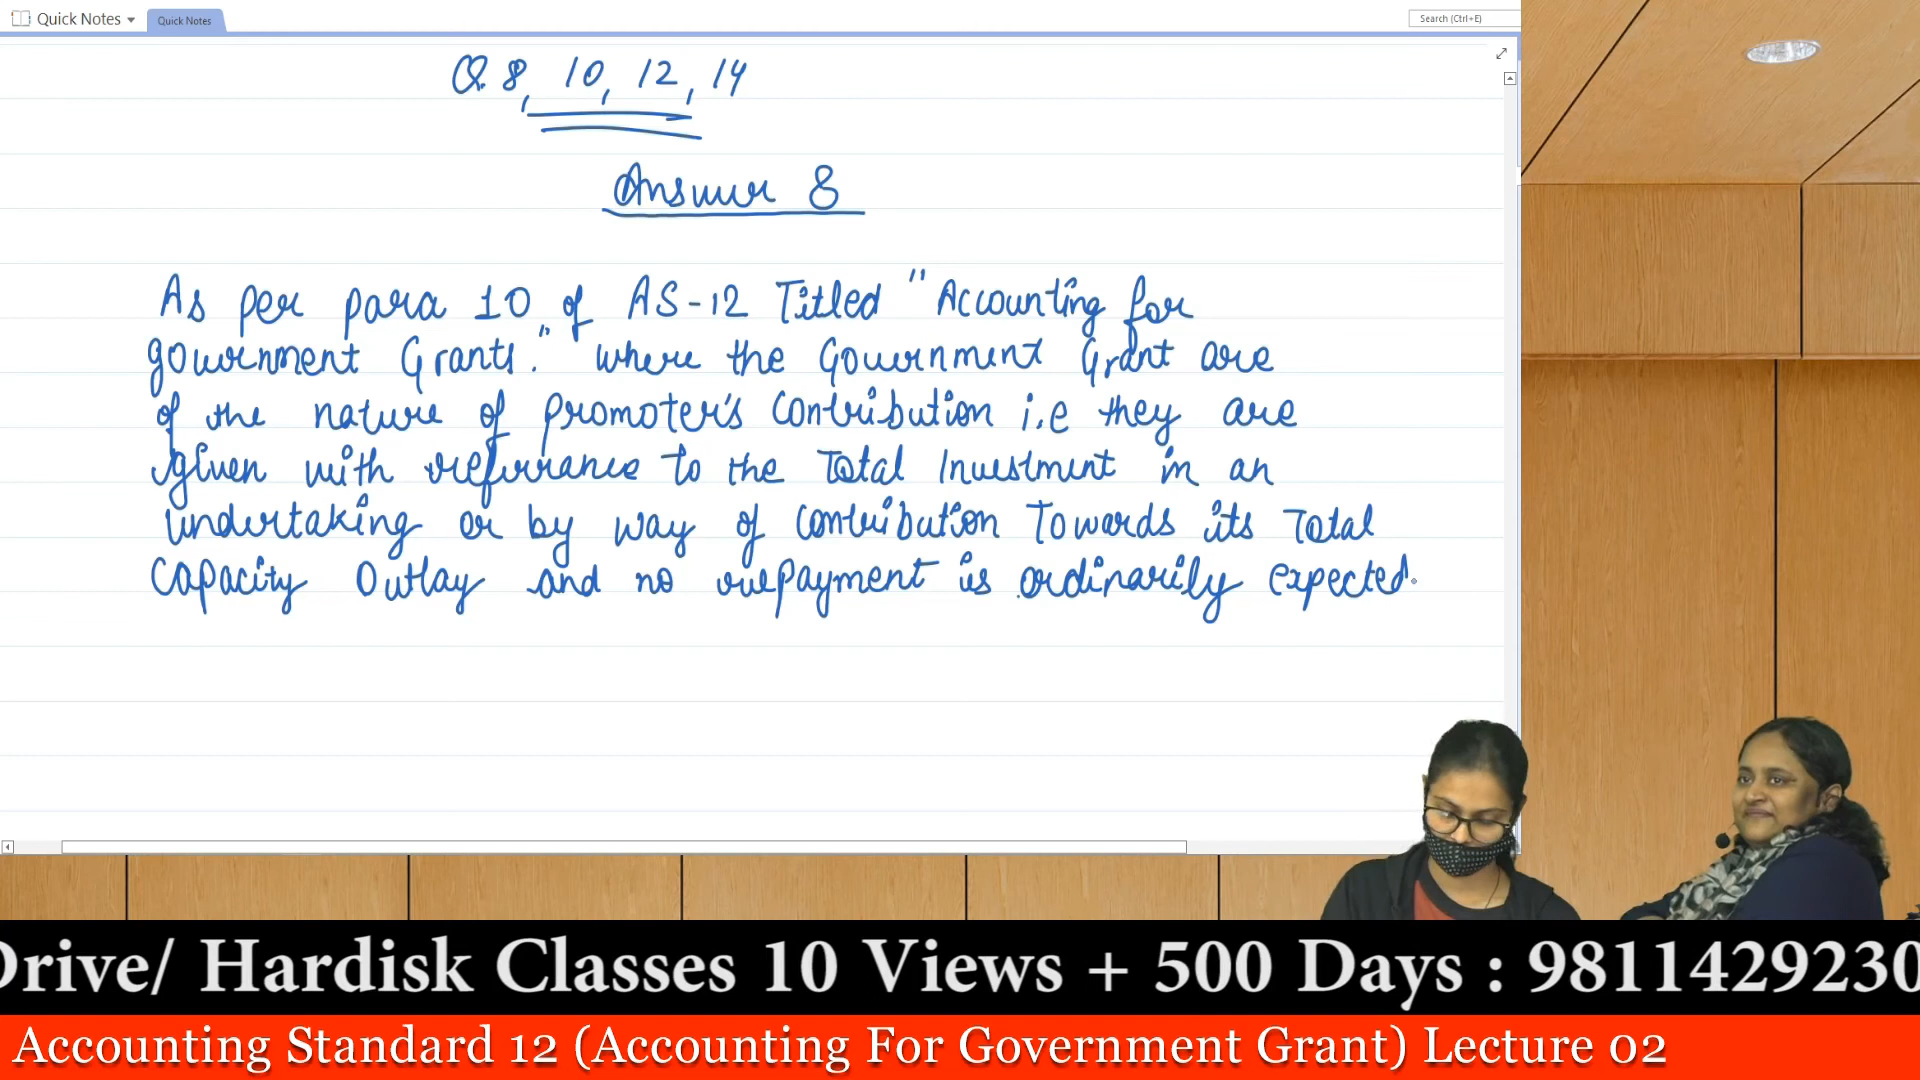 Quick Notes
Quick Notes
Search (Ctrl+E)
Q. 8, 10, 12, 14
Answer 8
As per para 10 of AS-12 Titled "Accounting for
government Grants." where the Government Grant are
of the nature of promoter's contribution i.e they are
given with referrance to the Total Investment in an
undertaking or by way of contribution Towards its Total
Capacity Outlay and no repayment is ordinarily expected.
Drive/ Hardisk Classes 10 Views + 500 Days : 9811429230
Accounting Standard 12 (Accounting For Government Grant) Lecture 02